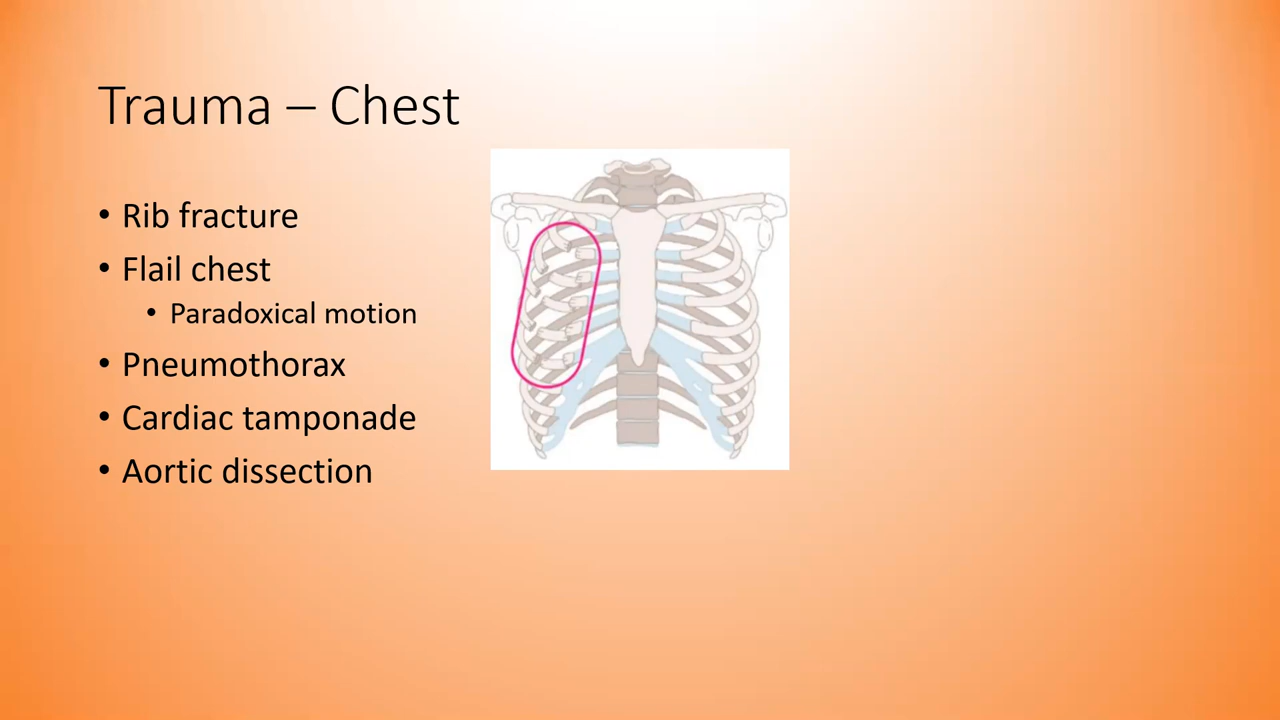 Trauma – Chest
• Rib fracture
• Flail chest
• Paradoxical motion
• Pneumothorax
• Cardiac tamponade
• Aortic dissection